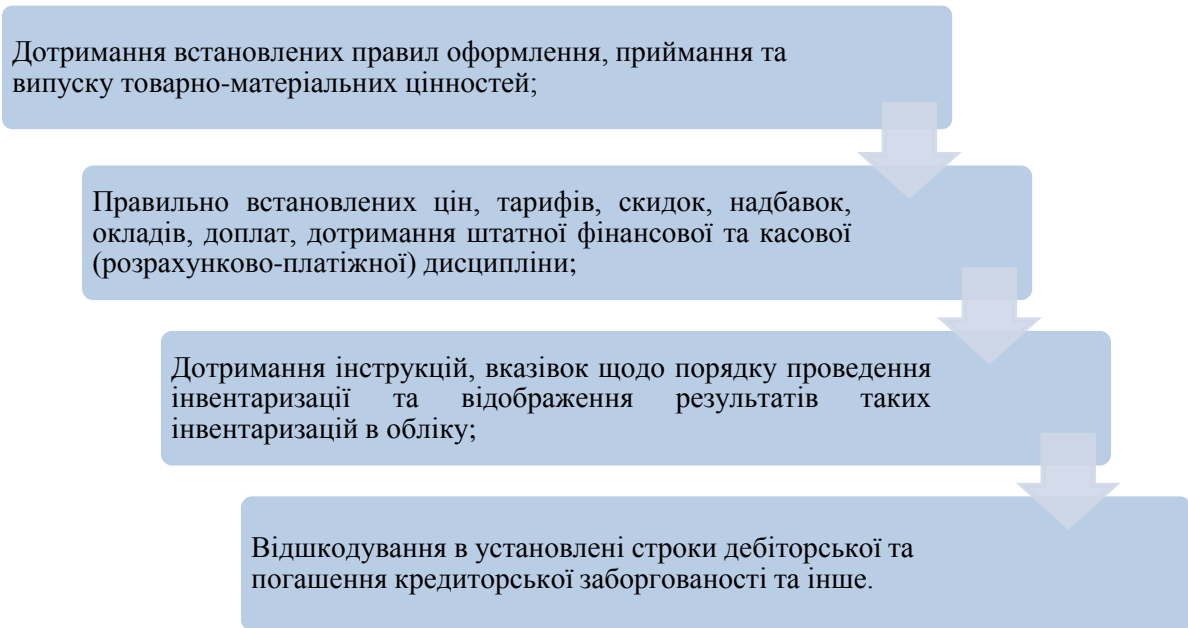 Дотримання встановлених правил оформлення, приймання та
випуску товарно-матеріальних цінностей;
Правильно встановлених цін, тарифів, скидок, надбавок,
окладів, доплат, дотримання штатної фінансової та касової
(розрахунково-платіжної) дисципліни;
Дотримання інструкцій, вказівок щодо порядку проведення
інвентаризації та відображення результатів таких
інвентаризацій в обліку;
Відшкодування в установлені строки дебіторської та
погашення кредиторської заборгованості та інше.